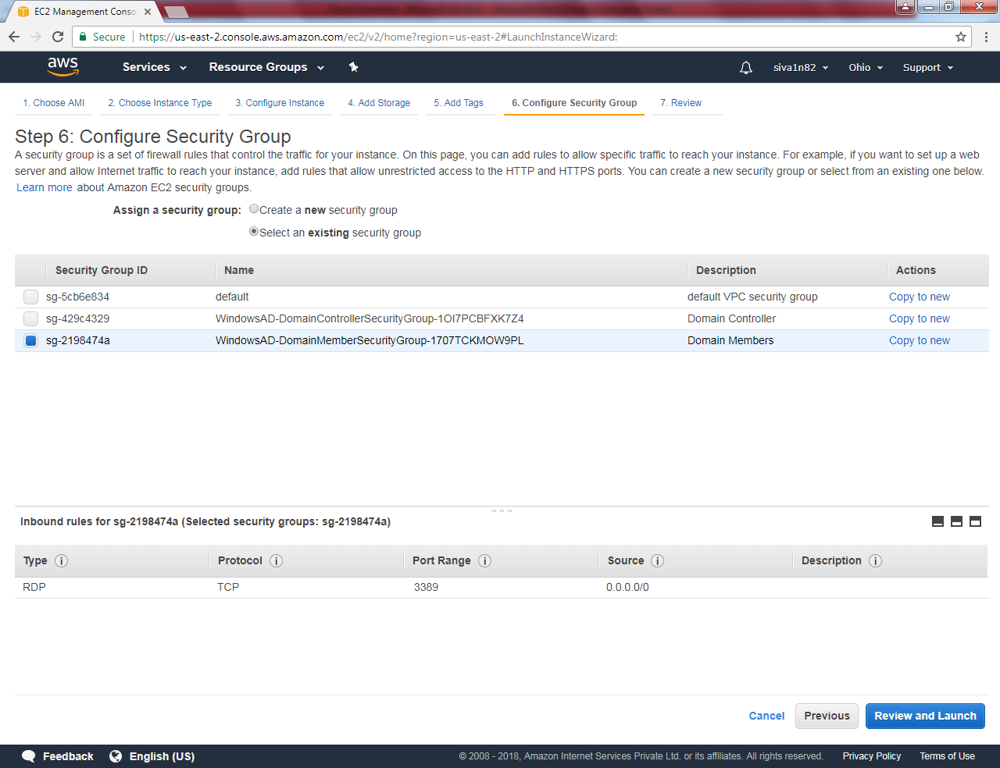 EC2 Management Conso
Secure
https://us-east-2.console.aws.amazon.com/ec2/v2/home?region=us-east-2#LaunchInstanceWizard:
aws Services Resource Groups siva1n82 Ohio Support
1. Choose AMI 2. Choose Instance Type 3. Configure Instance 4. Add Storage 5. Add Tags 6. Configure Security Group 7. Review
Step 6: Configure Security Group
A security group is a set of firewall rules that control the traffic for your instance. On this page, you can add rules to allow specific traffic to reach your instance. For example, if you want to set up a web
server and allow Internet traffic to reach your instance, add rules that allow unrestricted access to the HTTP and HTTPS ports. You can create a new security group or select from an existing one below.
Learn more about Amazon EC2 security groups.
Assign a security group: Create a new security group
Select an existing security group
Security Group ID Name Description Actions
sg-5cb6e834 default default VPC security group Copy to new
sg-429c4329 WindowsAD-DomainControllerSecurityGroup-1OI7PCBFXK7Z4 Domain Controller Copy to new
sg-2198474a WindowsAD-DomainMemberSecurityGroup-1707TCKMOW9PL Domain Members Copy to new
Inbound rules for sg-2198474a (Selected security groups: sg-2198474a)
Type Protocol Port Range Source Description
RDP TCP 3389 0.0.0.0/0
Cancel Previous Review and Launch
Feedback English (US) © 2008 - 2018, Amazon Internet Services Private Ltd. or its affiliates. All rights reserved. Privacy Policy Terms of Use